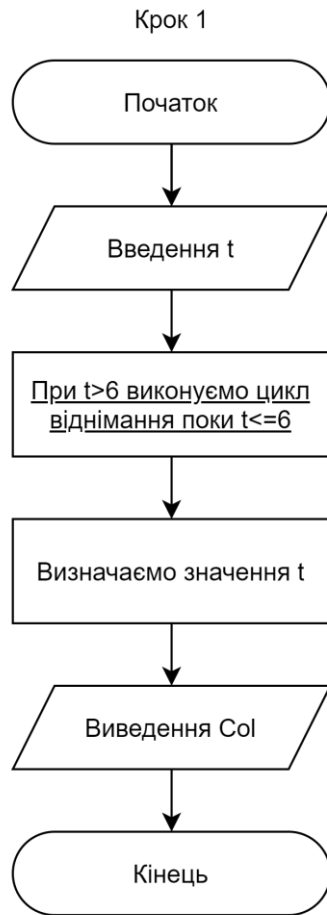 Крок 1
Початок
Введення t
При t>6 виконуємо цикл
віднімання поки t<=6
Визначаємо значення t
Виведення Col
Кінець